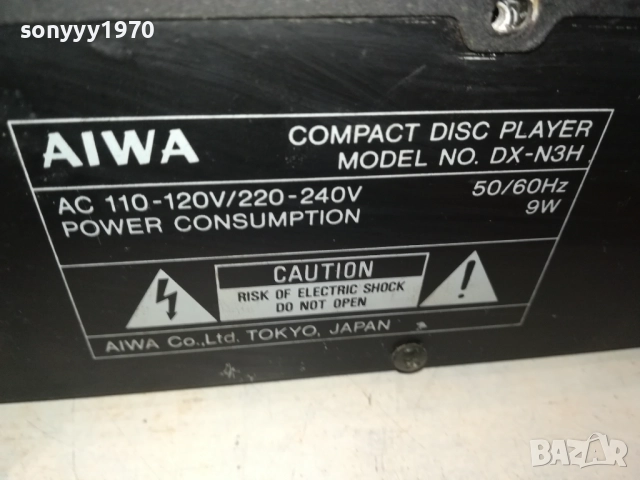 sonyyy1970
AIWA
COMPACT DISC PLAYER
MODEL NO. DX-N3H
AC 110-120V/220-240V 50/60Hz
POWER CONSUMPTION 9W
CAUTION
RISK OF ELECTRIC SHOCK
DO NOT OPEN
AIWA Co.,Ltd. TOKYO, JAPAN
BAZAR